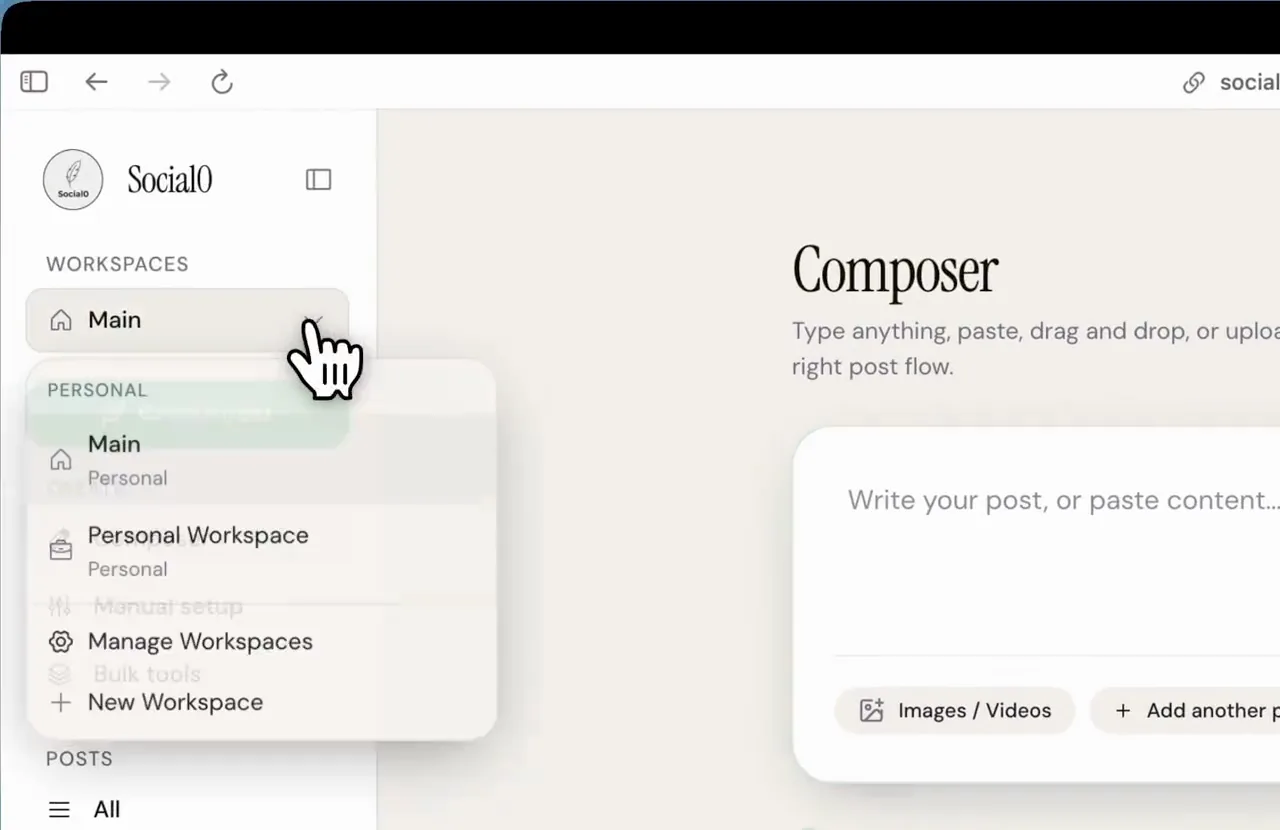 social
Social0
Social0
WORKSPACES
Main
PERSONAL
Main
Personal
Personal Workspace
Personal
Manual setup
Manage Workspaces
Bulk tools
New Workspace
POSTS
All
Composer
Type anything, paste, drag and drop, or uploa
right post flow.
Write your post, or paste content...
Images / Videos
+ Add another p